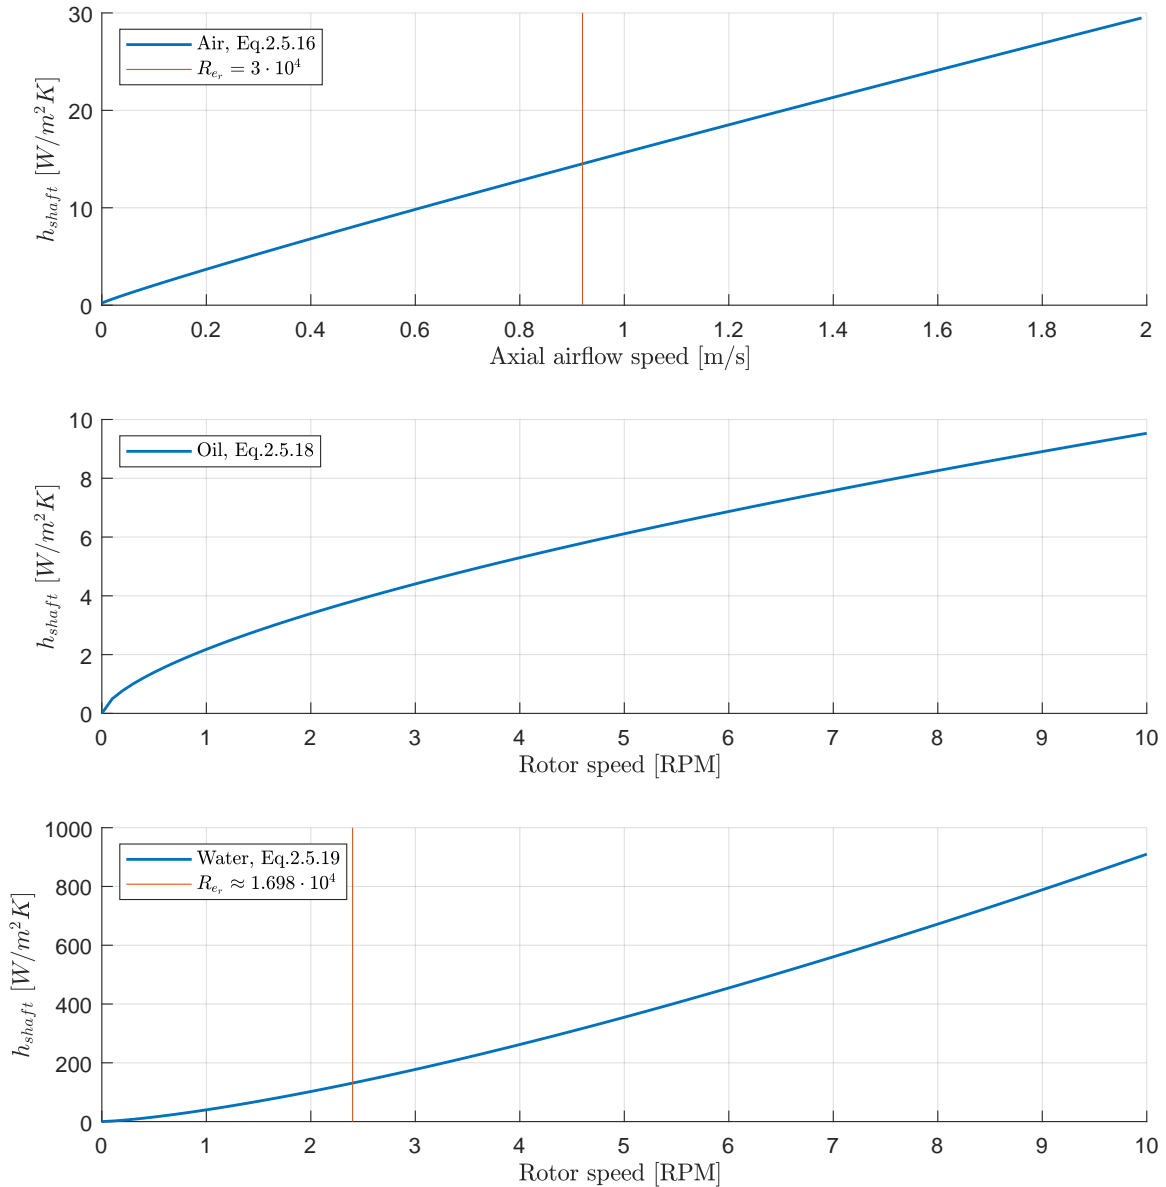 30
20
10
0
h_{shaft} [W/m^2K]
Air, Eq.2.5.16
R_{e_r} = 3 · 10^4
0 0.2 0.4 0.6 0.8 1 1.2 1.4 1.6 1.8 2
Axial airflow speed [m/s]
10
8
6
4
2
0
h_{shaft} [W/m^2K]
Oil, Eq.2.5.18
0 1 2 3 4 5 6 7 8 9 10
Rotor speed [RPM]
1000
800
600
400
200
0
h_{shaft} [W/m^2K]
Water, Eq.2.5.19
R_{e_r} ≈ 1.698 · 10^4
0 1 2 3 4 5 6 7 8 9 10
Rotor speed [RPM]